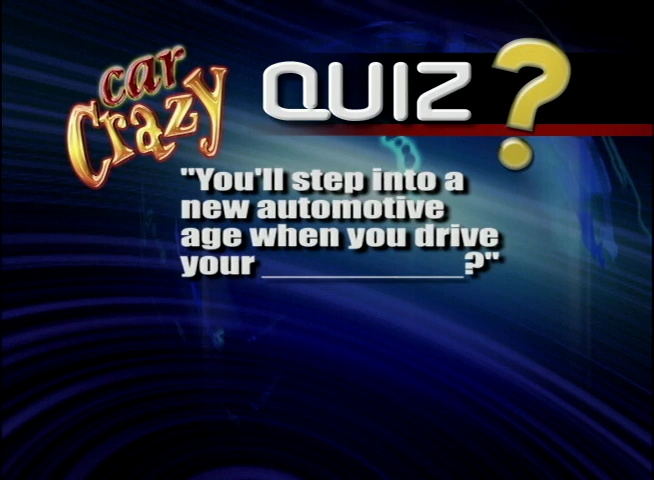 car
Crazy
QUIZ ?
"You'll step into a
new automotive
age when you drive
your ____________?"